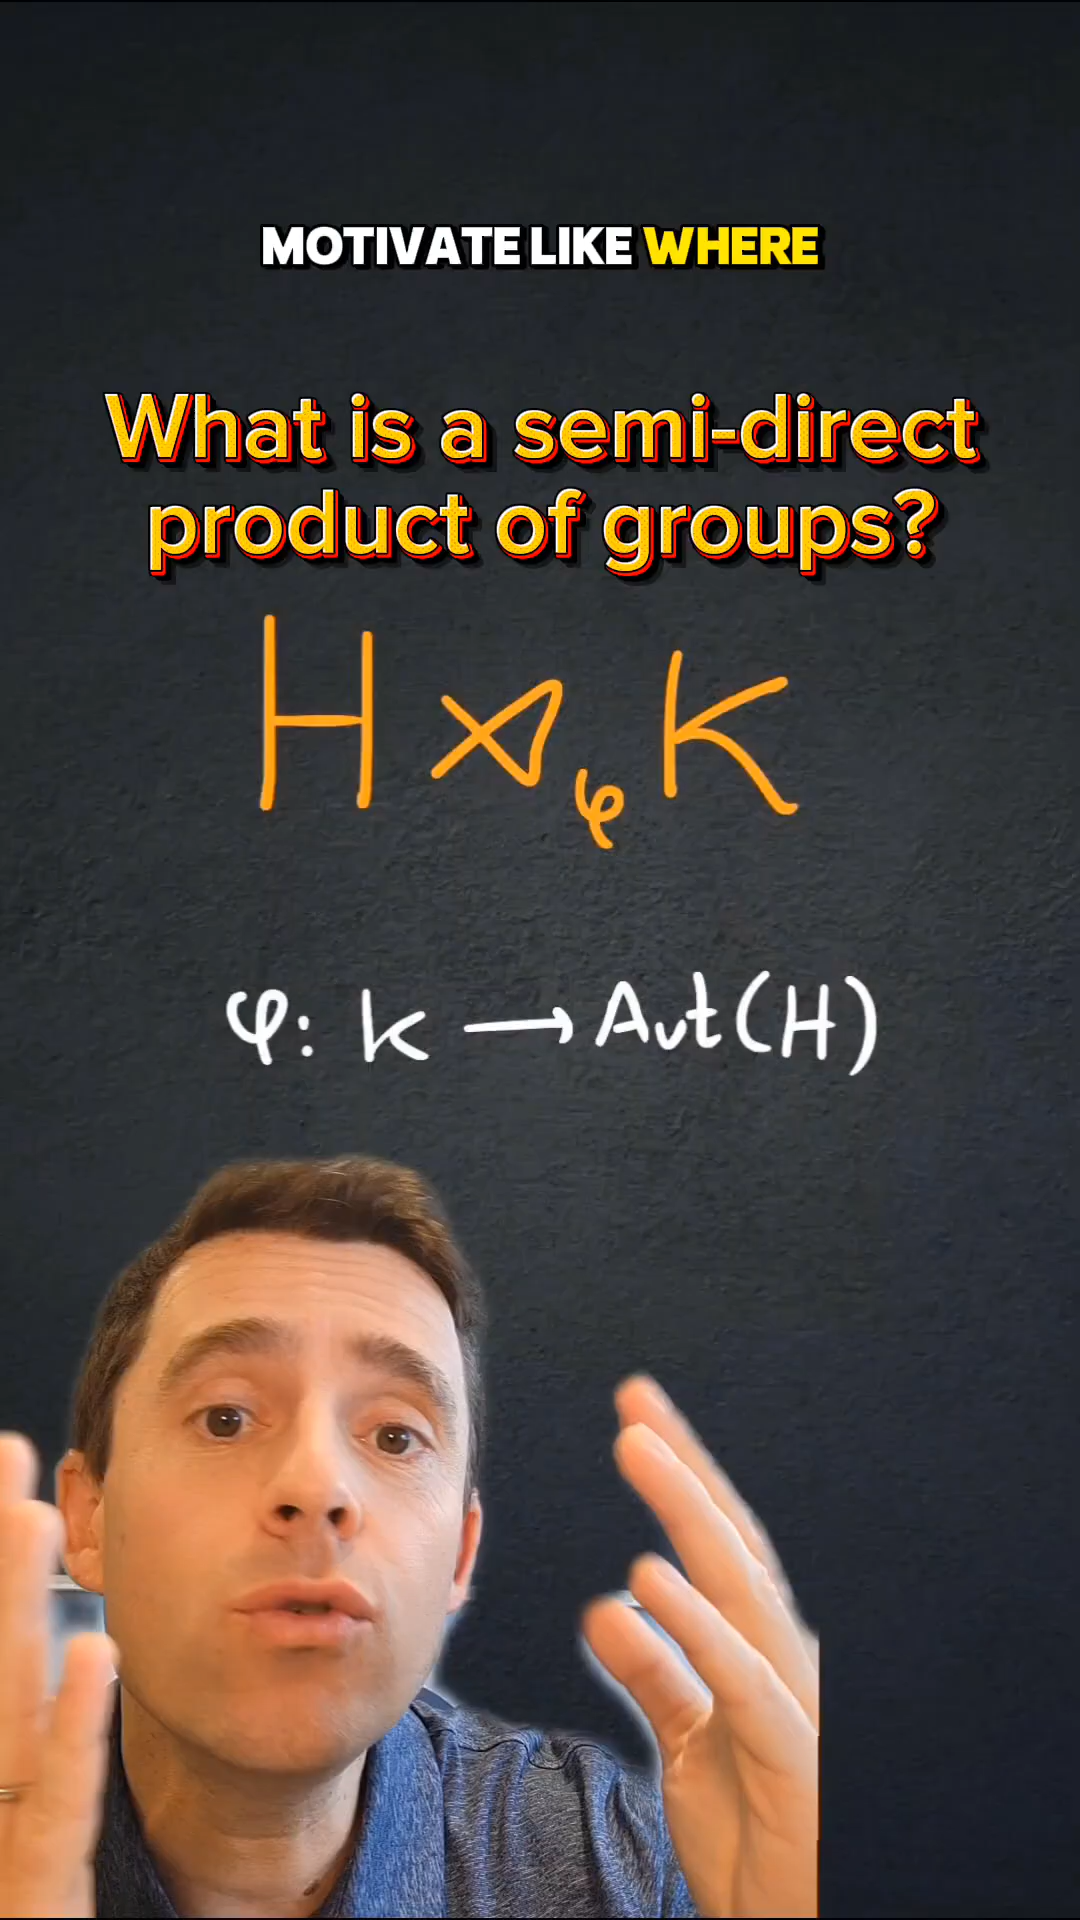 MOTIVATE LIKE WHERE
What is a semi-direct
product of groups?
H ⋊φ K
φ: K → Aut(H)